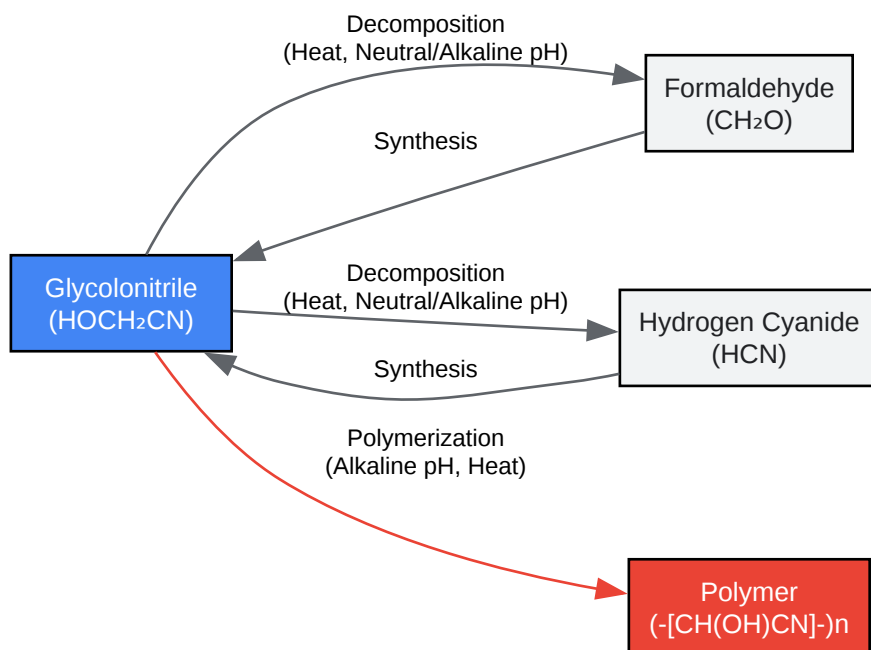 Decomposition
(Heat, Neutral/Alkaline pH)
Formaldehyde
(CH₂O)
Synthesis
Glycolonitrile
(HOCH₂CN)
Decomposition
(Heat, Neutral/Alkaline pH)
Hydrogen Cyanide
(HCN)
Synthesis
Polymerization
(Alkaline pH, Heat)
Polymer
(-[CH(OH)CN]-)n